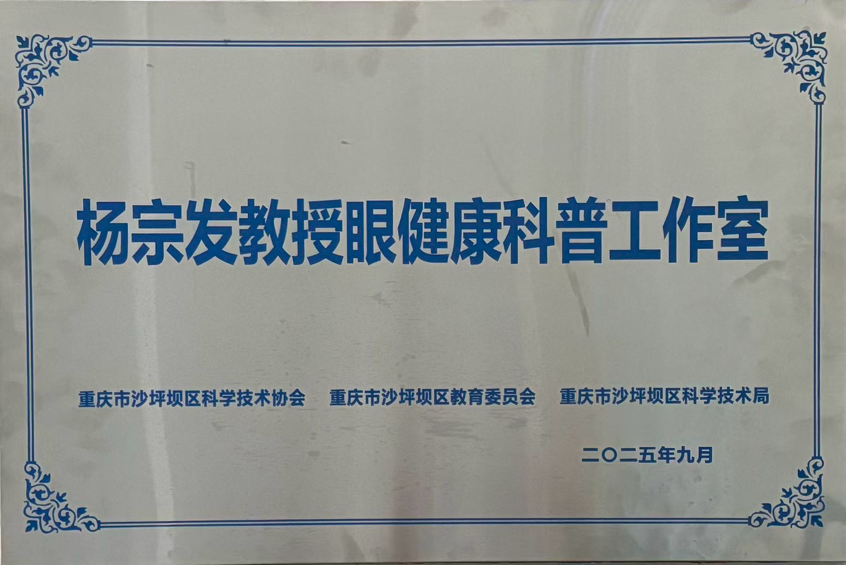 杨宗发教授眼健康科普工作室
重庆市沙坪坝区科学技术协会 重庆市沙坪坝区教育委员会 重庆市沙坪坝区科学技术局
二〇二五年九月